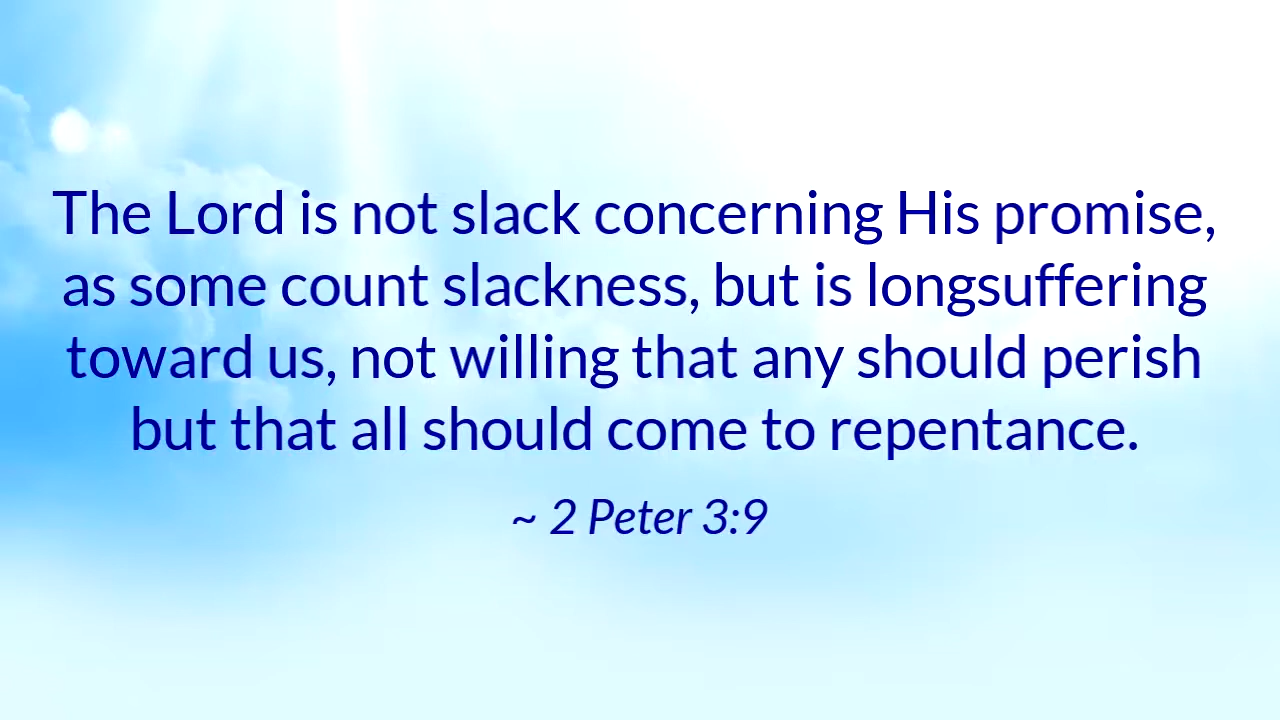 The Lord is not slack concerning His promise,
as some count slackness, but is longsuffering
toward us, not willing that any should perish
but that all should come to repentance.
~ 2 Peter 3:9